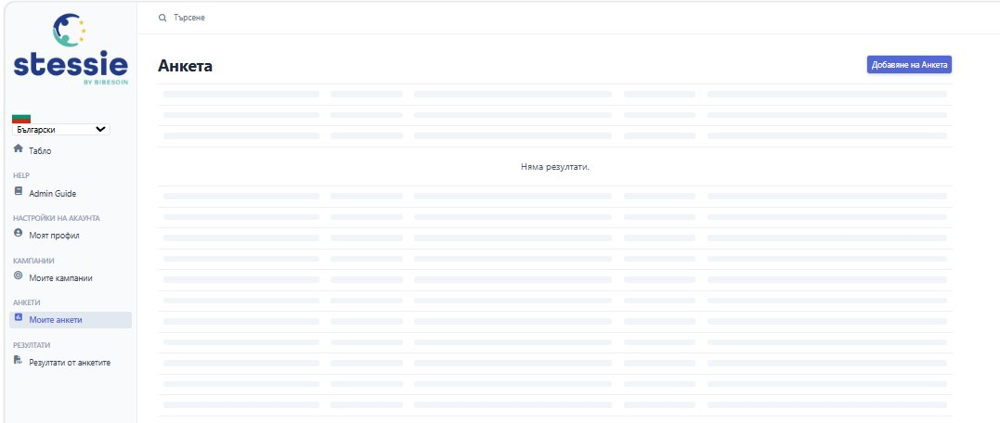 stessie
BY BIBESOIN
Български
Табло
HELP
Admin Guide
НАСТРОЙКИ НА АКАУНТА
Моят профил
КАМПАНИИ
Моите кампании
АНКЕТИ
Моите анкети
РЕЗУЛТАТИ
Резултати от анкетите
Търсене
Анкета
Добавяне на Анкета
Няма резултати.